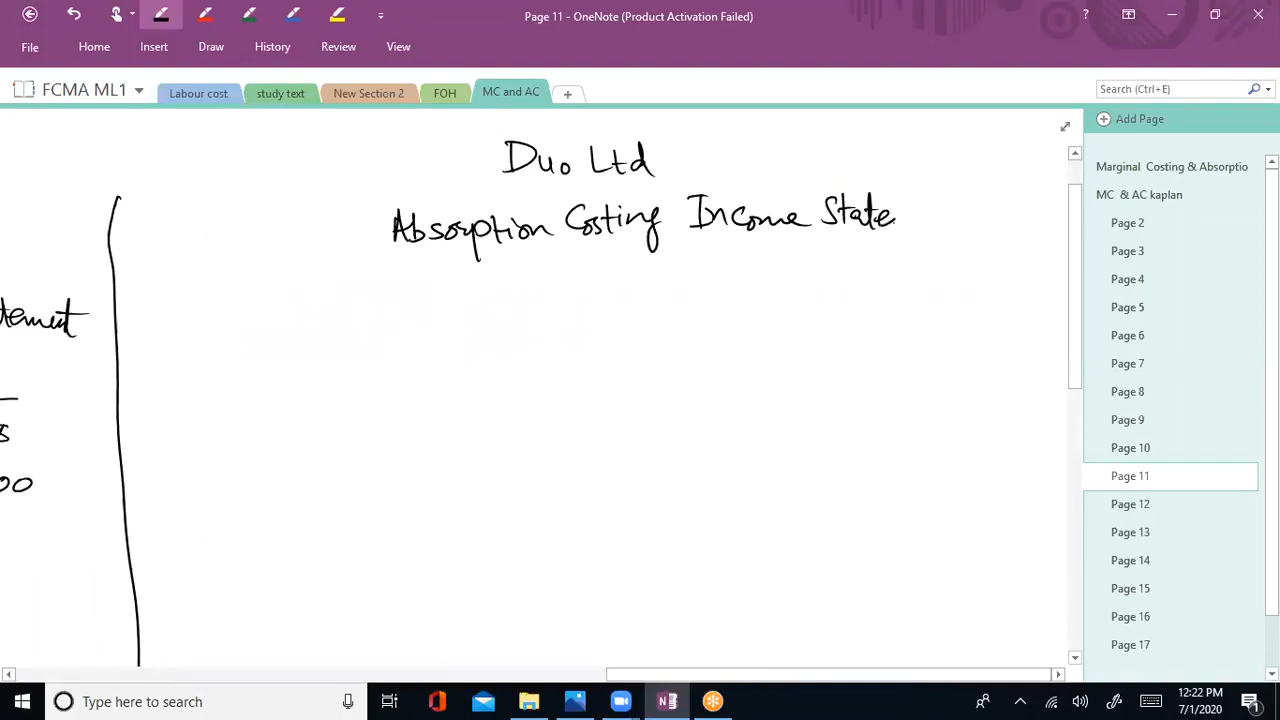 Page 11 - OneNote (Product Activation Failed)
File Home Insert Draw History Review View
FCMA ML1 Labour cost study text New Section 2 FOH MC and AC
Search (Ctrl+E)
Add Page
Duo Ltd
Absorption Costing Income State
tement
00
Marginal Costing & Absorptio
MC & AC kaplan
Page 2
Page 3
Page 4
Page 5
Page 6
Page 7
Page 8
Page 9
Page 10
Page 11
Page 12
Page 13
Page 14
Page 15
Page 16
Page 17
Type here to search
12:22 PM
7/1/2020